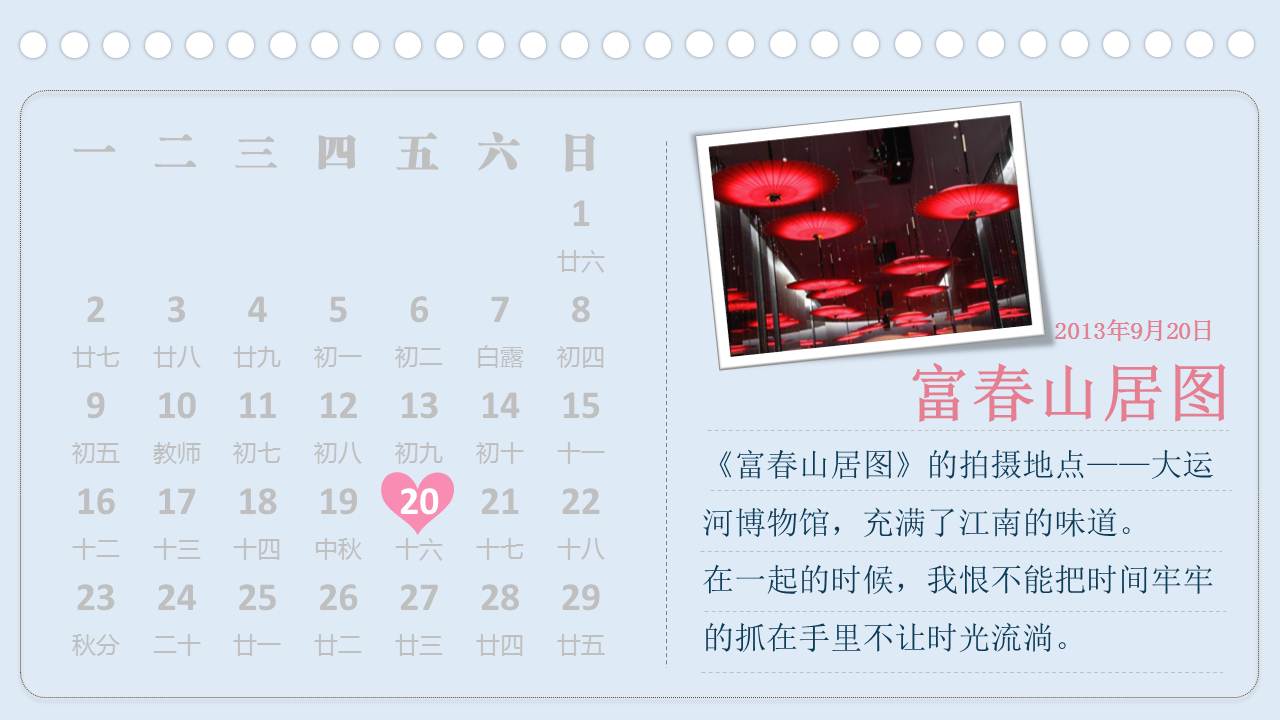 一 二 三 四 五 六 日
1
廿六
2 3 4 5 6 7 8
廿七 廿八 廿九 初一 初二 白露 初四
9 10 11 12 13 14 15
初五 教师 初七 初八 初九 初十 十一
16 17 18 19 20 21 22
十二 十三 十四 中秋 十六 十七 十八
23 24 25 26 27 28 29
秋分 二十 廿一 廿二 廿三 廿四 廿五
2013年9月20日
富春山居图
《富春山居图》的拍摄地点——大运
河博物馆，充满了江南的味道。
在一起的时候，我恨不能把时间牢牢
的抓在手里不让时光流淌。